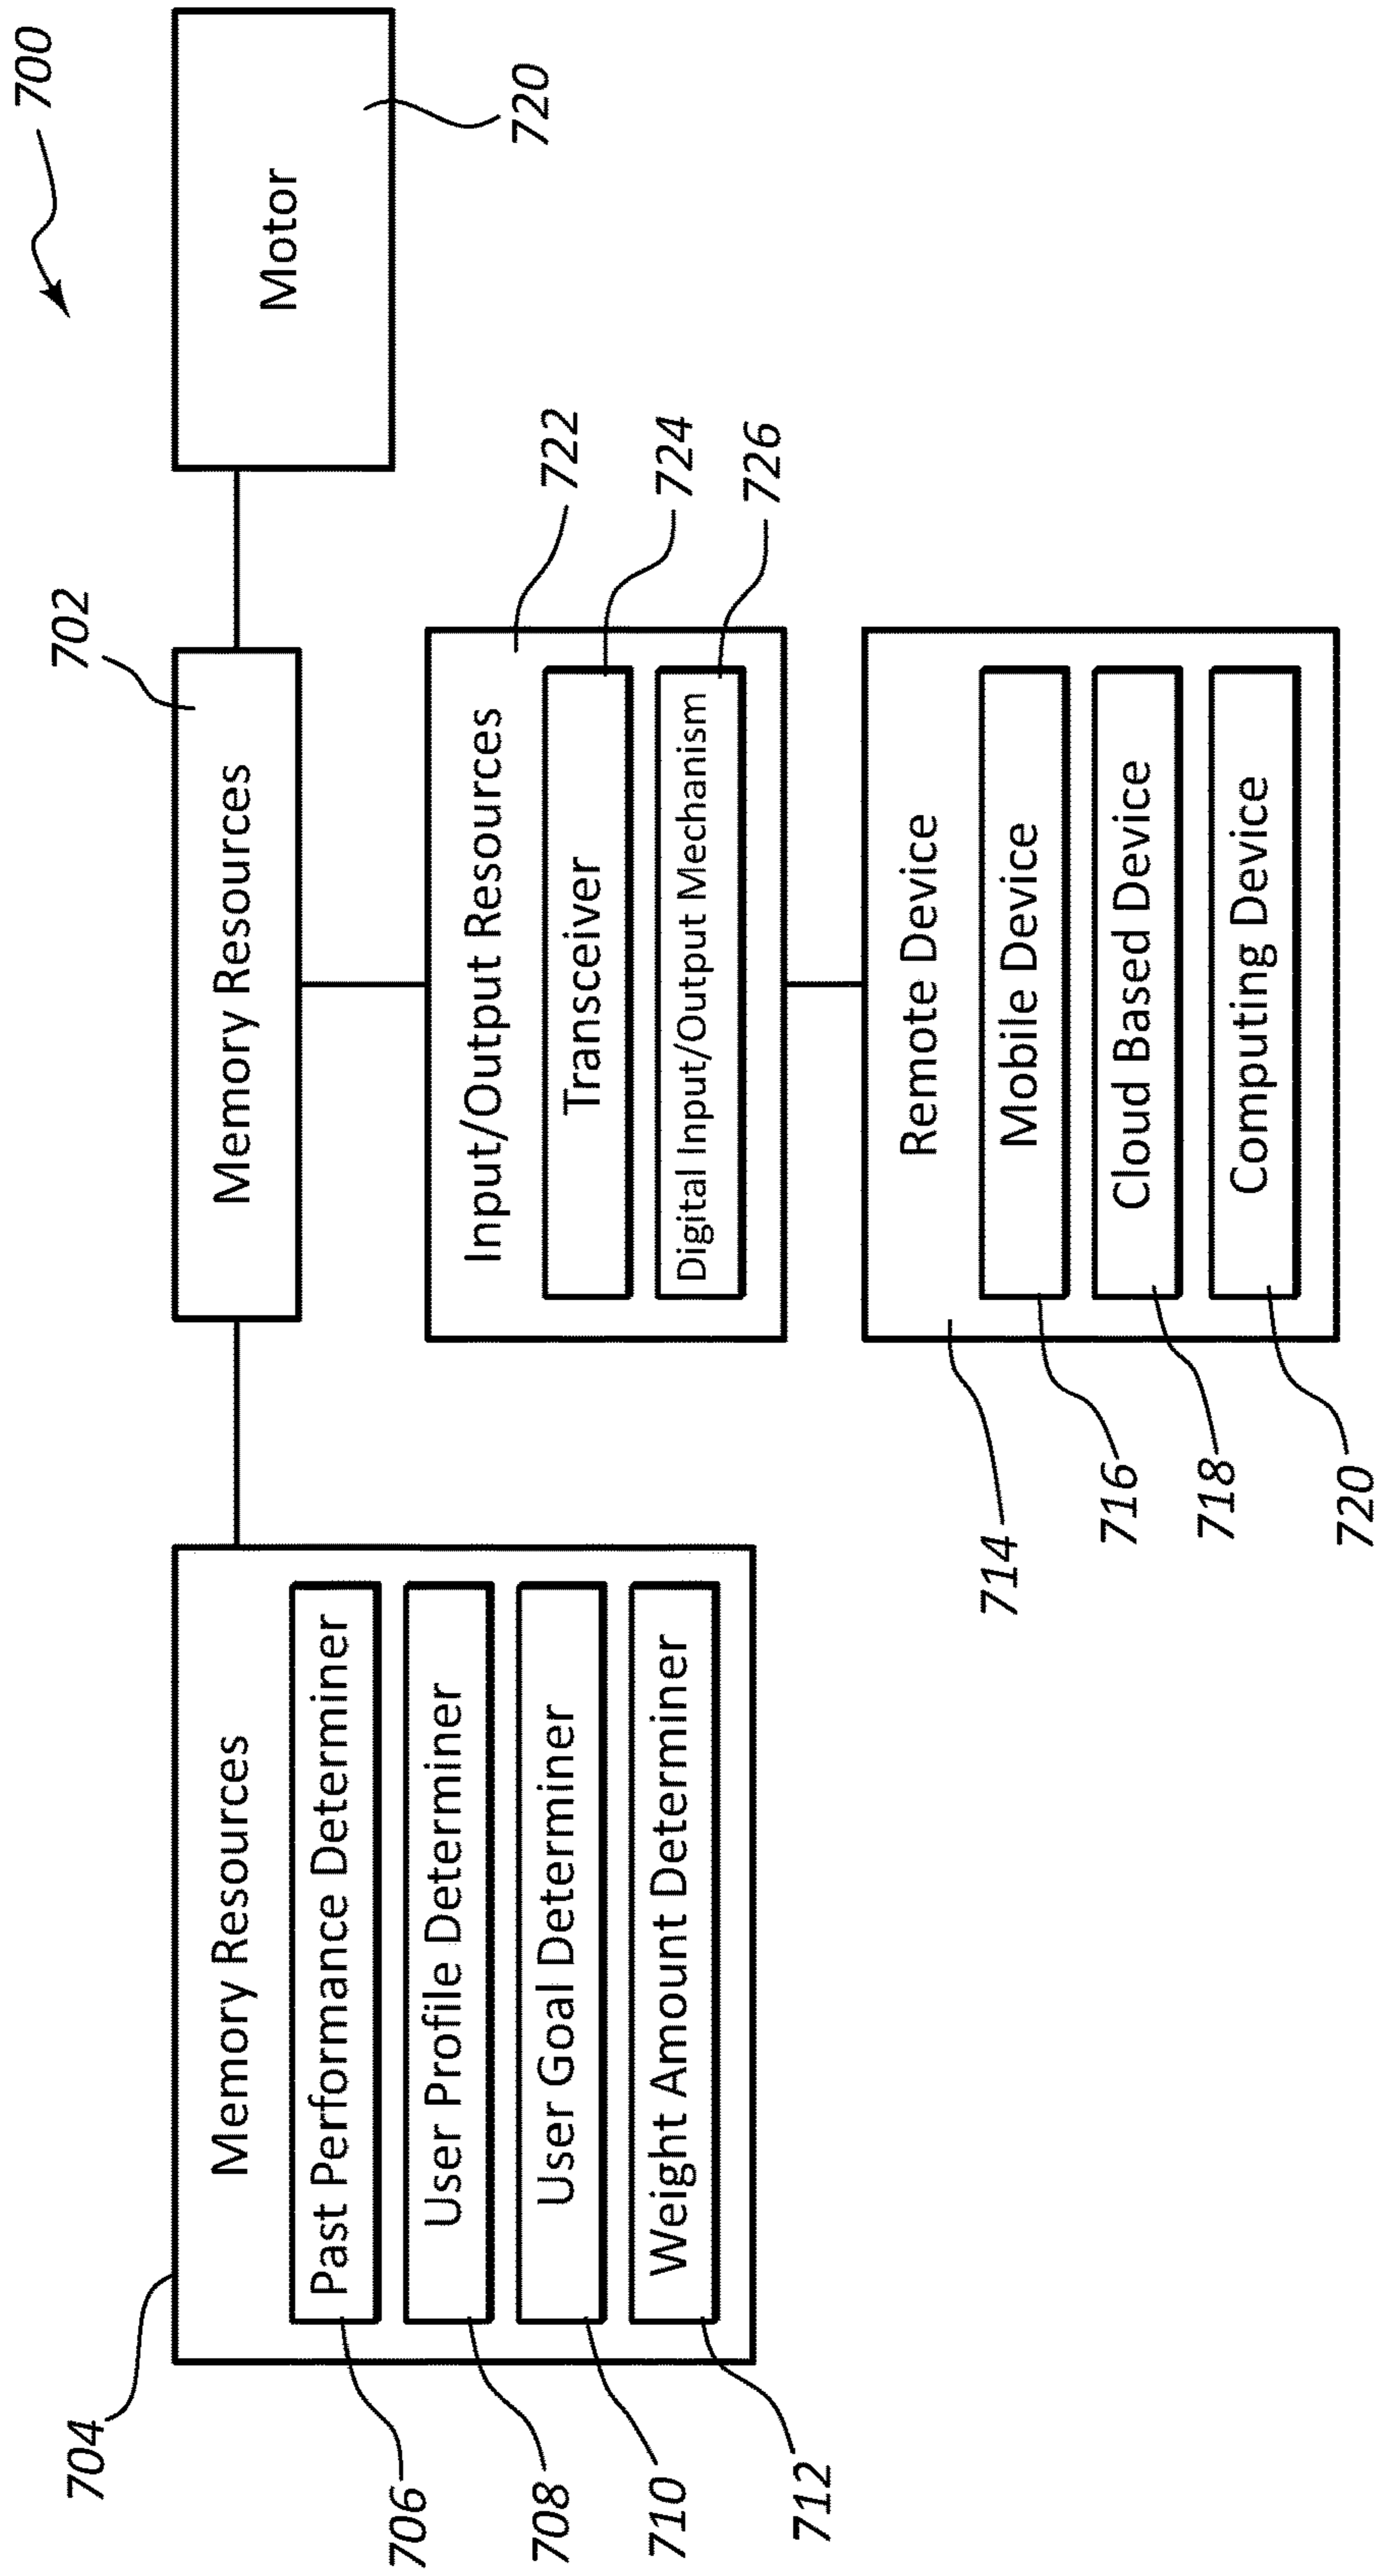 700
702
Memory Resources
Motor
720
704
Memory Resources
Past Performance Determiner
User Profile Determiner
User Goal Determiner
Weight Amount Determiner
706
708
710
712
Input/Output Resources
Transceiver
Digital Input/Output Mechanism
722
724
726
Remote Device
Mobile Device
Cloud Based Device
Computing Device
714
716
718
720